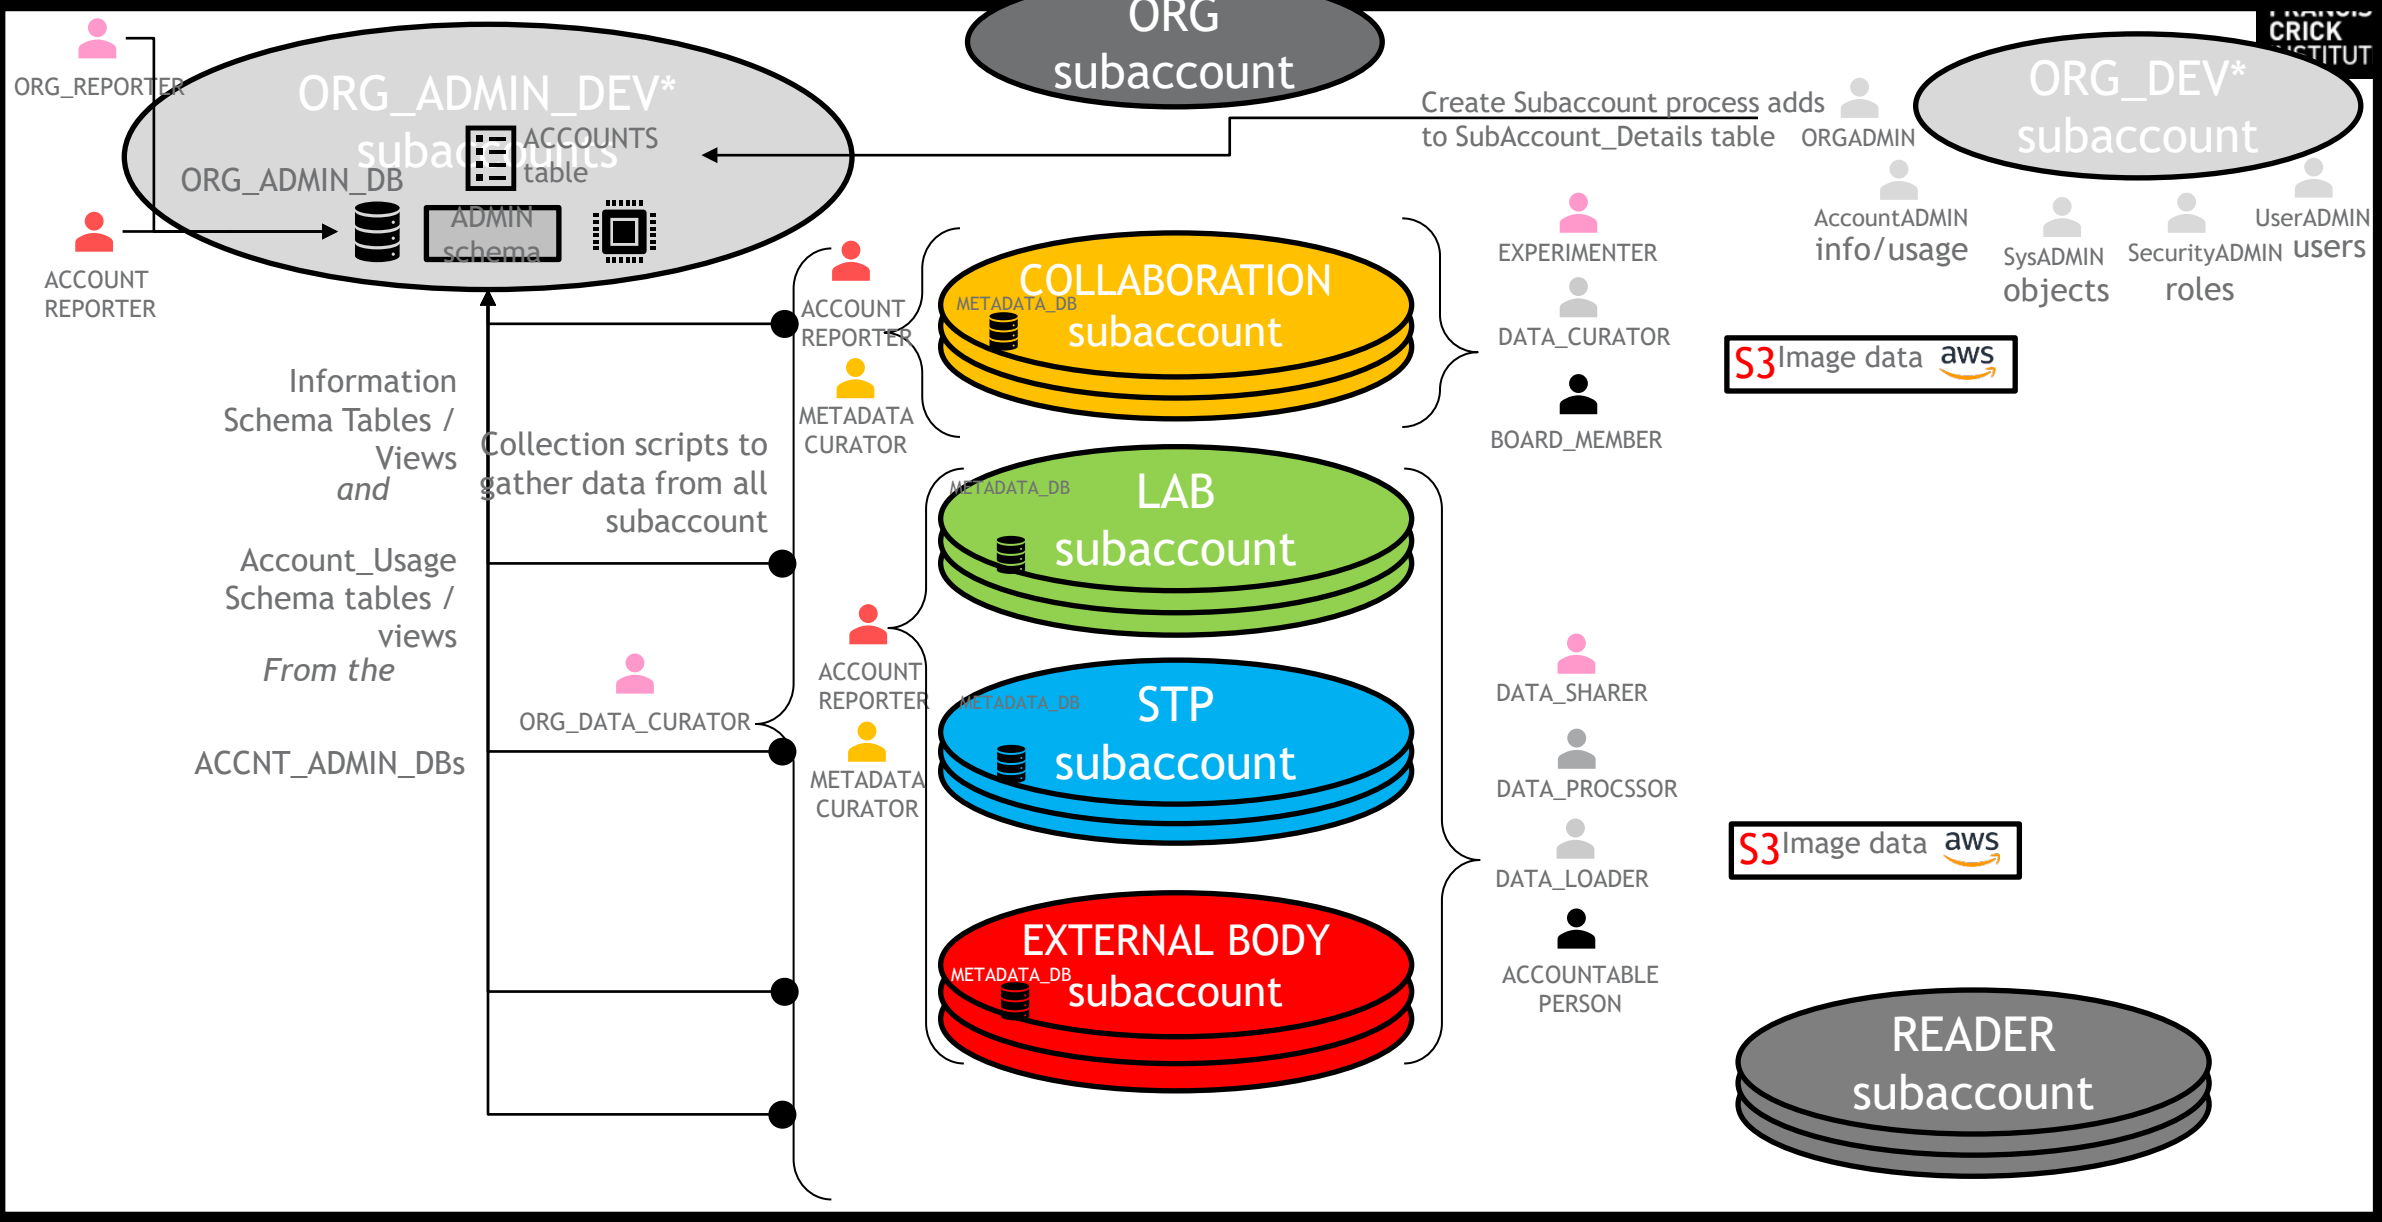 ORG
subaccount
CRICK
ORG_REPORTER
ORG_ADMIN_DEV*
subaccounts
ACCOUNTS
table
ORG_ADMIN_DB
ADMIN
schema
ACCOUNT
REPORTER
Create Subaccount process adds
to SubAccount_Details table
ORGADMIN
ORG_DEV*
subaccount
AccountADMIN
info/usage
SysADMIN
objects
SecurityADMIN
roles
UserADMIN
users
Information
Schema Tables /
Views
and
Account_Usage
Schema tables /
views
From the
ACCNT_ADMIN_DBs
Collection scripts to
gather data from all
subaccount
ORG_DATA_CURATOR
ACCOUNT
REPORTER
METADATA
CURATOR
COLLABORATION
METADATA_DB
subaccount
EXPERIMENTER
DATA_CURATOR
BOARD_MEMBER
S3 Image data aws
ACCOUNT
REPORTER
METADATA
CURATOR
LAB
METADATA_DB
subaccount
STP
METADATA_DB
subaccount
EXTERNAL BODY
METADATA_DB
subaccount
DATA_SHARER
DATA_PROCSSOR
DATA_LOADER
ACCOUNTABLE
PERSON
S3 Image data aws
READER
subaccount